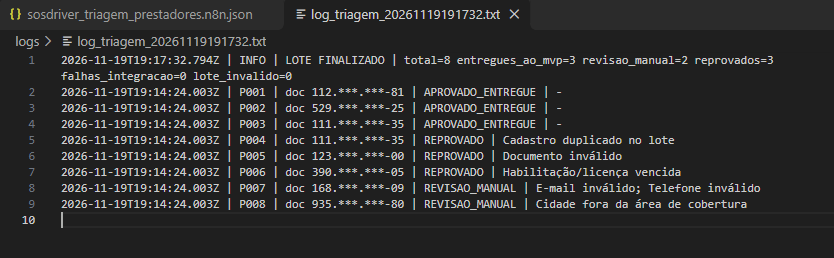 sosdriver_triagem_prestadores.n8n.json
log_triagem_20261119191732.txt
logs > log_triagem_20261119191732.txt
1 2026-11-19T19:17:32.794Z | INFO | LOTE FINALIZADO | total=8 entregues_ao_mvp=3 revisao_manual=2 reprovados=3
falhas_integracao=0 lote_invalido=0
2 2026-11-19T19:14:24.003Z | P001 | doc 112.***.***-81 | APROVADO_ENTREGUE | -
3 2026-11-19T19:14:24.003Z | P002 | doc 529.***.***-25 | APROVADO_ENTREGUE | -
4 2026-11-19T19:14:24.003Z | P003 | doc 111.***.***-35 | APROVADO_ENTREGUE | -
5 2026-11-19T19:14:24.003Z | P004 | doc 111.***.***-35 | REPROVADO | Cadastro duplicado no lote
6 2026-11-19T19:14:24.003Z | P005 | doc 123.***.***-00 | REPROVADO | Documento inválido
7 2026-11-19T19:14:24.003Z | P006 | doc 390.***.***-05 | REPROVADO | Habilitação/licença vencida
8 2026-11-19T19:14:24.003Z | P007 | doc 168.***.***-09 | REVISAO_MANUAL | E-mail inválido; Telefone inválido
9 2026-11-19T19:14:24.003Z | P008 | doc 935.***.***-80 | REVISAO_MANUAL | Cidade fora da área de cobertura
10